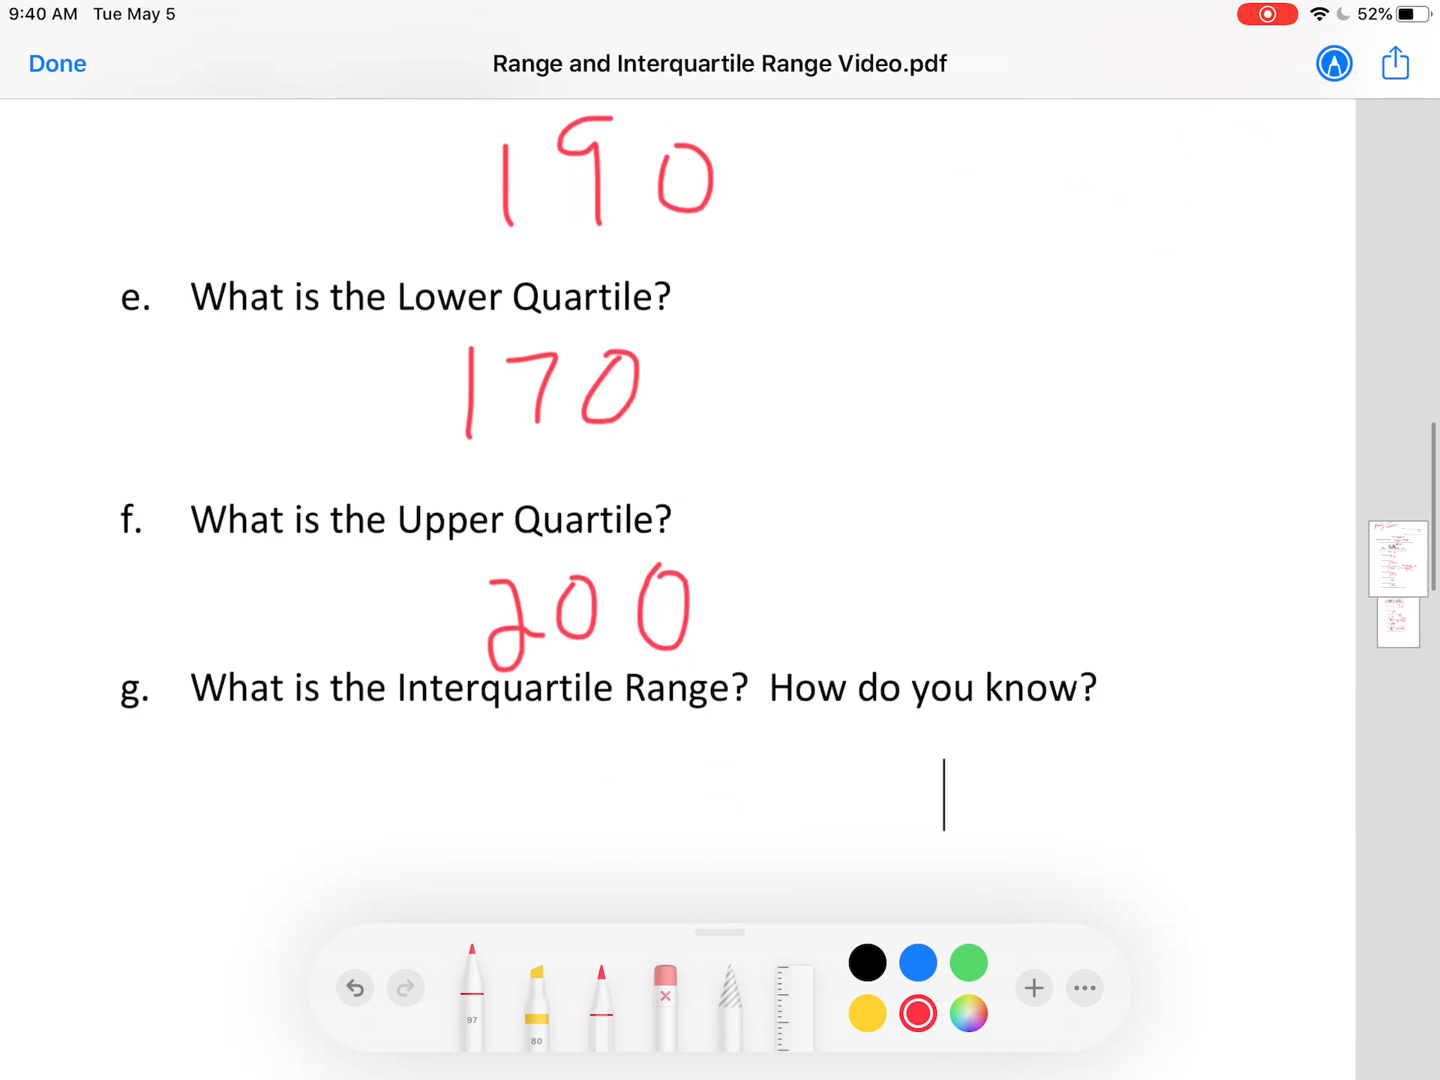 9:40 AM Tue May 5
52%
Done
Range and Interquartile Range Video.pdf
190
e. What is the Lower Quartile?
170
f. What is the Upper Quartile?
200
g. What is the Interquartile Range? How do you know?
97
80